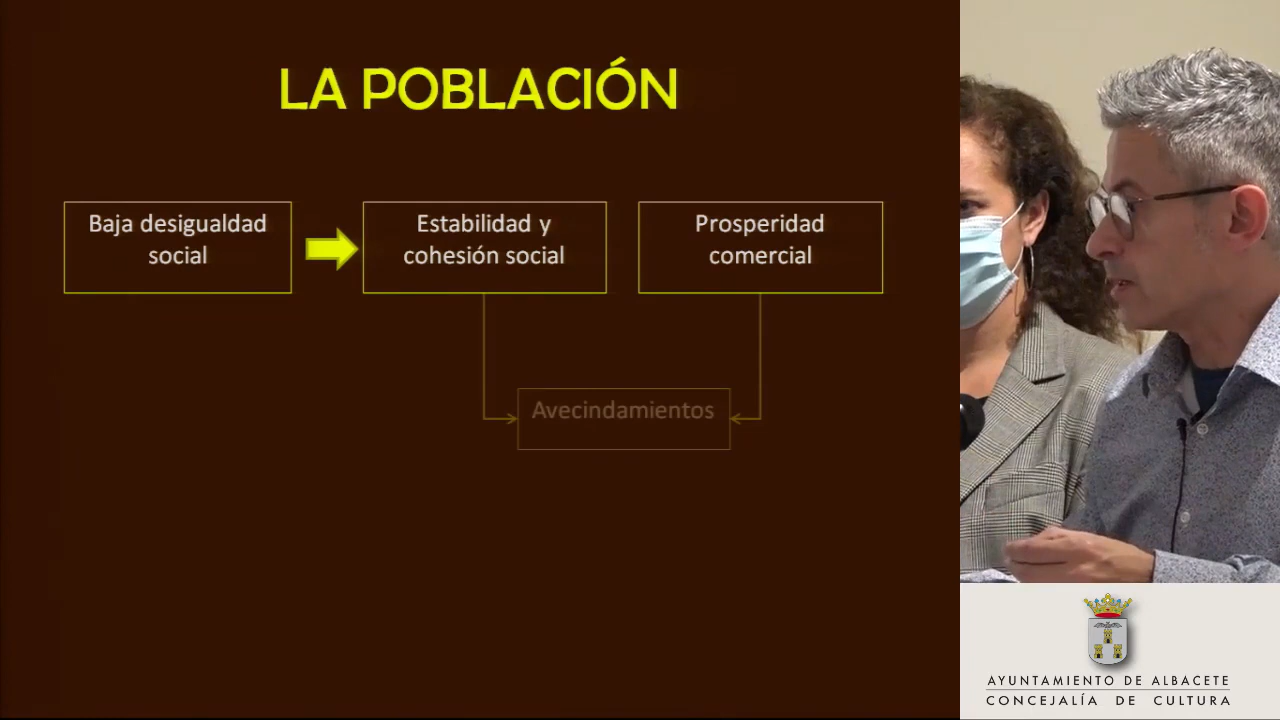 LA POBLACIÓN
Baja desigualdad
social
Estabilidad y
cohesión social
Prosperidad
comercial
Avecindamientos
AYUNTAMIENTO DE ALBACETE
CONCEJALÍA DE CULTURA